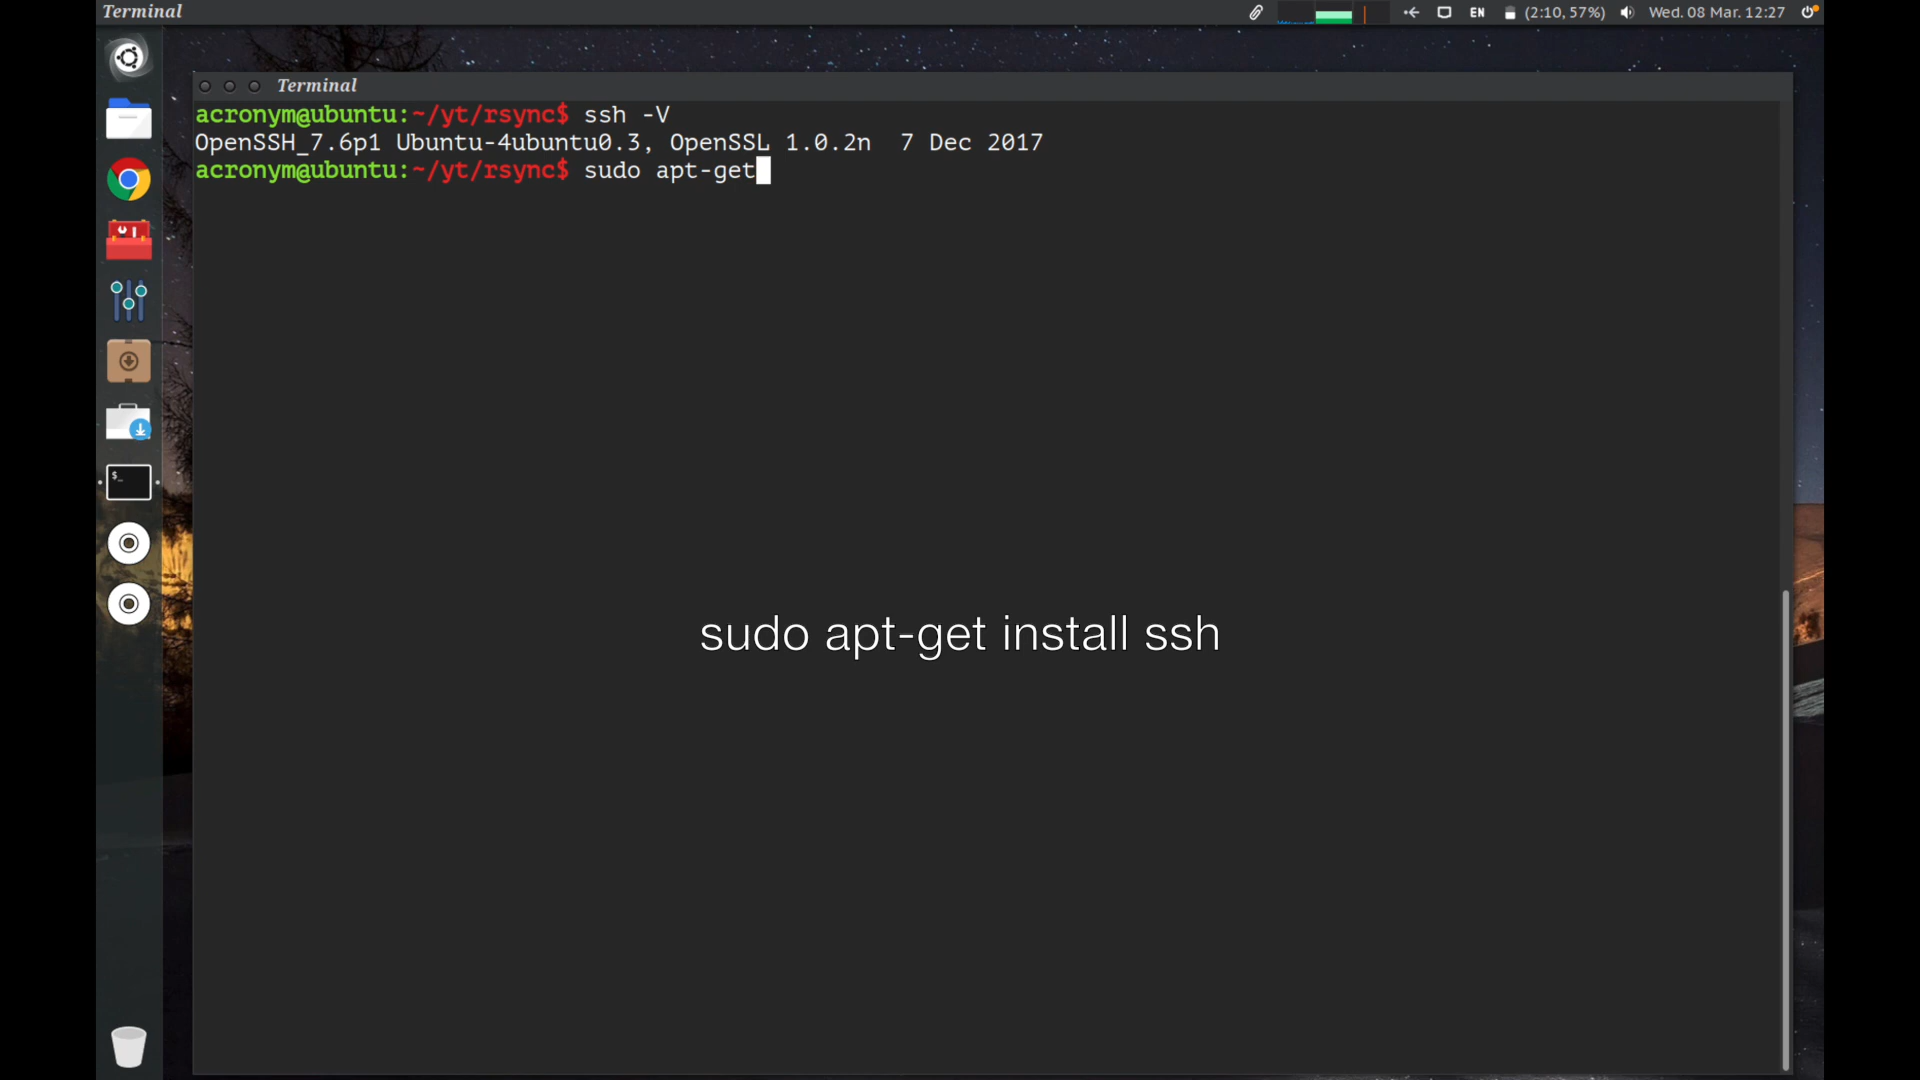 Terminal
EN (2:10, 57%) Wed. 08 Mar. 12:27
Terminal
acronym@ubuntu:~/yt/rsync$ ssh -V
OpenSSH_7.6p1 Ubuntu-4ubuntu0.3, OpenSSL 1.0.2n  7 Dec 2017
acronym@ubuntu:~/yt/rsync$ sudo apt-get
$_
sudo apt-get install ssh